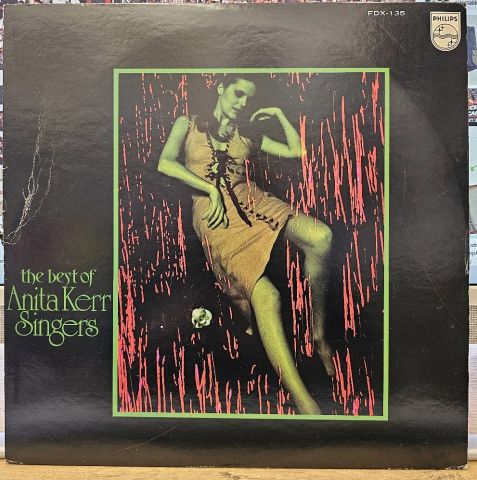 FDX-135
PHILIPS
the best of
Anita Kerr
Singers